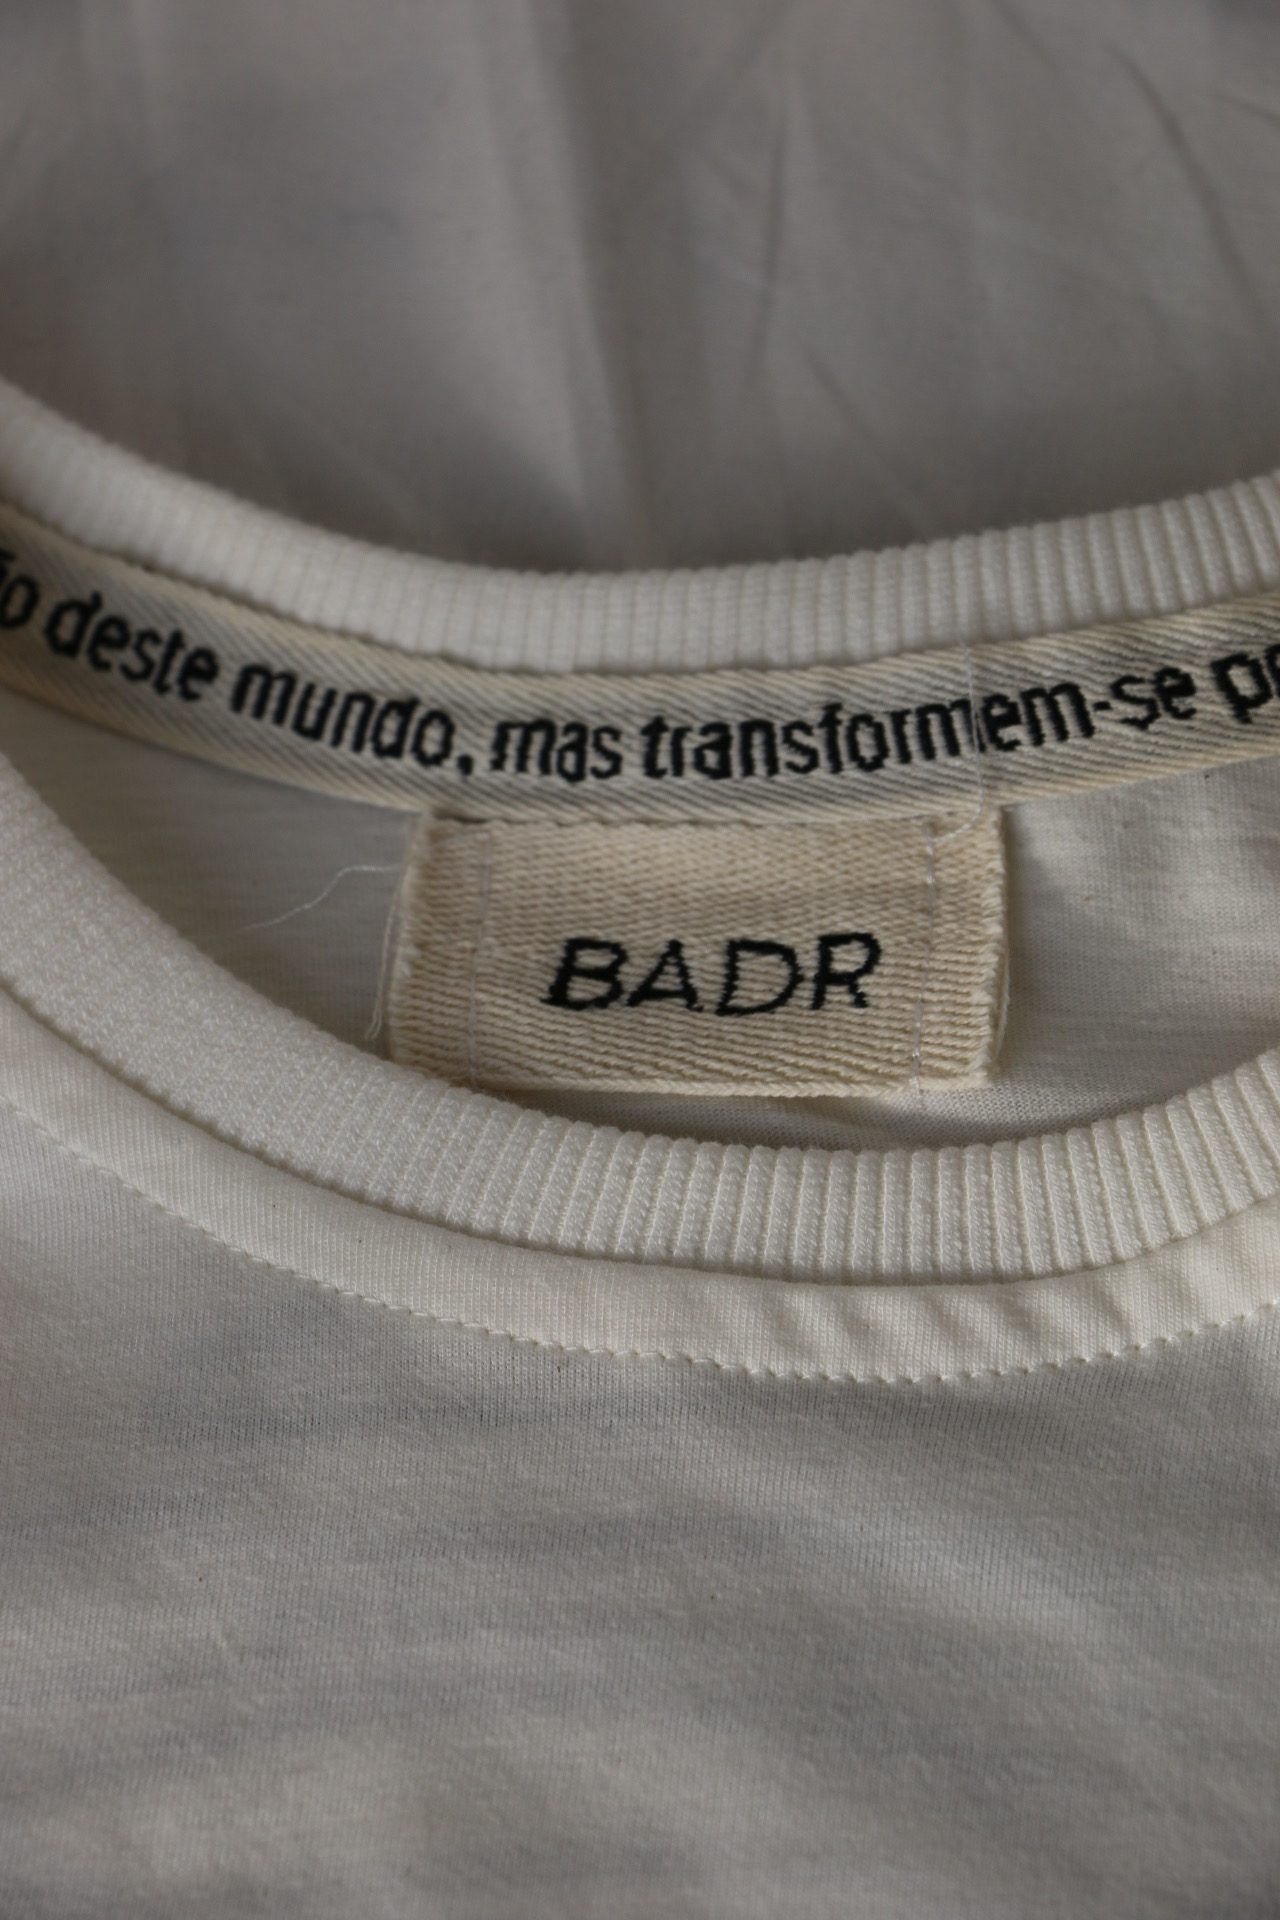 deste mundo, mas transformem-se
BADR